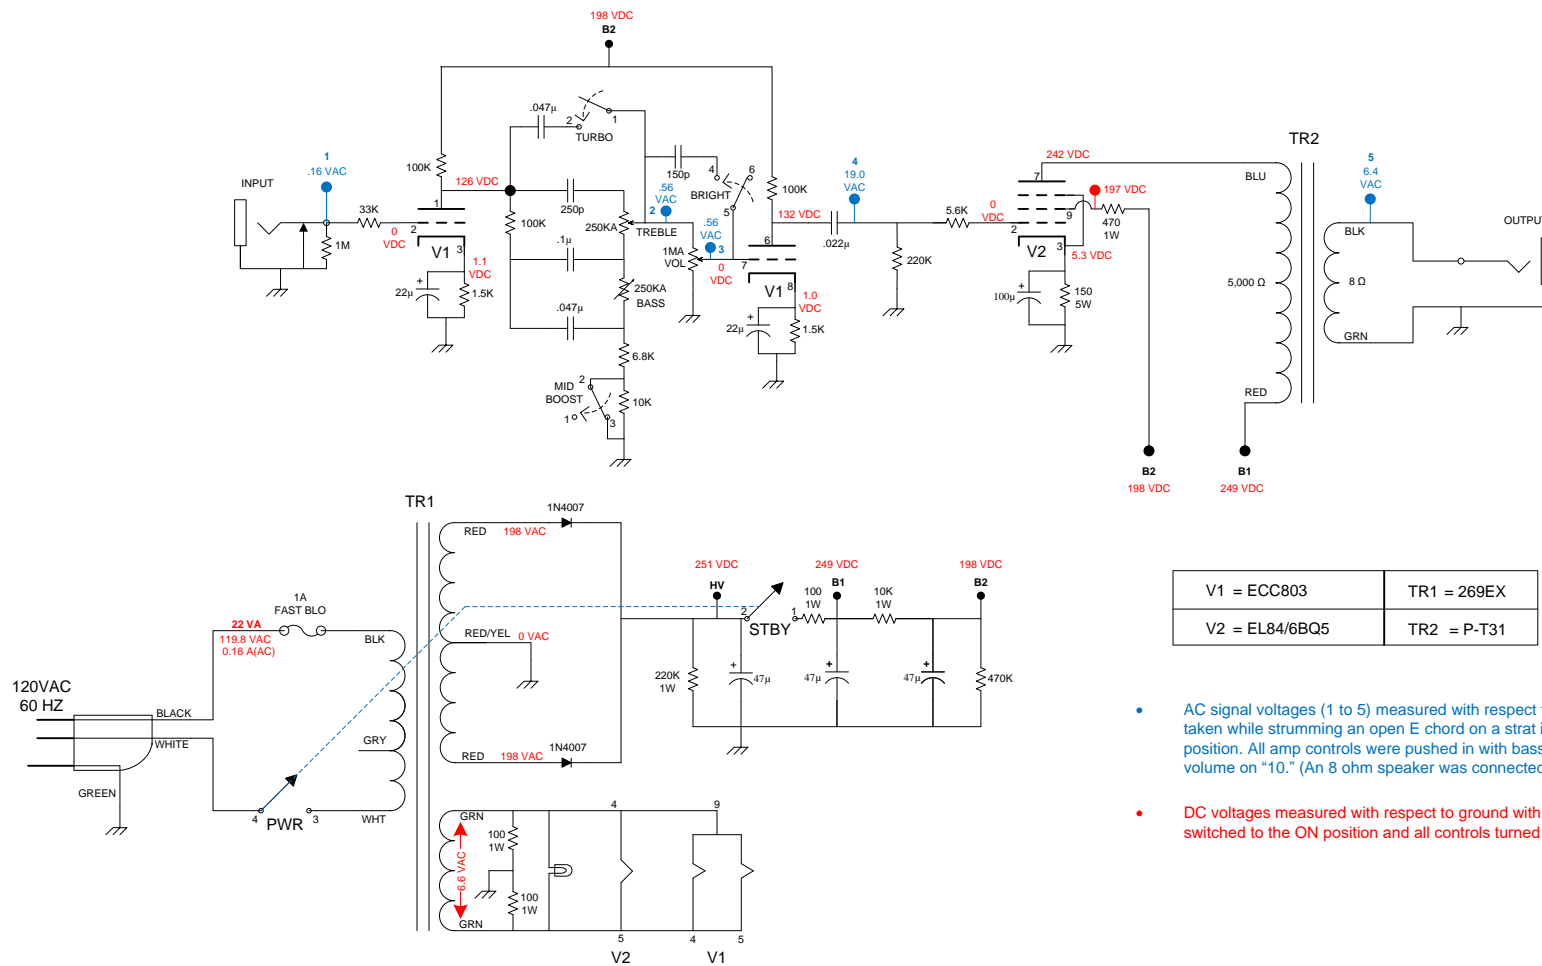 198 VDC
B2
.047µ
2
1
TURBO
100K
150p
4
6
BRIGHT
5
100K
1
.16 VAC
INPUT
33K
1M
0
VDC
126 VDC
1
2
3
V1
1.1
VDC
22µ
+
1.5K
100K
250p
250KA
.56
VAC
2
TREBLE
.1µ
250KA
BASS
.047µ
6.8K
MID
BOOST
2
1
3
10K
1MA
VOL
.56
VAC
3
0
VDC
132 VDC
6
7
8
V1
1.0
VDC
22µ
+
1.5K
4
19.0
VAC
.022µ
220K
5.6K
0
VDC
242 VDC
7
2
9
3
V2
5.3 VDC
197 VDC
470
1W
100µ
+
150
5W
B2
198 VDC
B1
249 VDC
TR2
BLU
5,000 Ω
RED
8 Ω
BLK
GRN
5
6.4
VAC
OUTPUT
TR1
1N4007
RED
198 VAC
RED/YEL
0 VAC
RED
198 VAC
1N4007
1A
FAST BLO
22 VA
119.8 VAC
0.18 A(AC)
BLK
120VAC
60 HZ
BLACK
WHITE
GREEN
GRY
WHT
4
PWR
3
251 VDC
HV
2
STBY
1
220K
1W
+
47µ
100
1W
249 VDC
B1
10K
1W
198 VDC
B2
+
47µ
+
47µ
470K
GRN
6.6 VAC
GRN
100
1W
100
1W
4
9
5
4
5
V2
V1
V1 = ECC803
TR1 = 269EX
V2 = EL84/6BQ5
TR2 = P-T31
• AC signal voltages (1 to 5) measured with respect
taken while strumming an open E chord on a strat
position. All amp controls were pushed in with bass
volume on “10.” (An 8 ohm speaker was connected
• DC voltages measured with respect to ground with
switched to the ON position and all controls turned